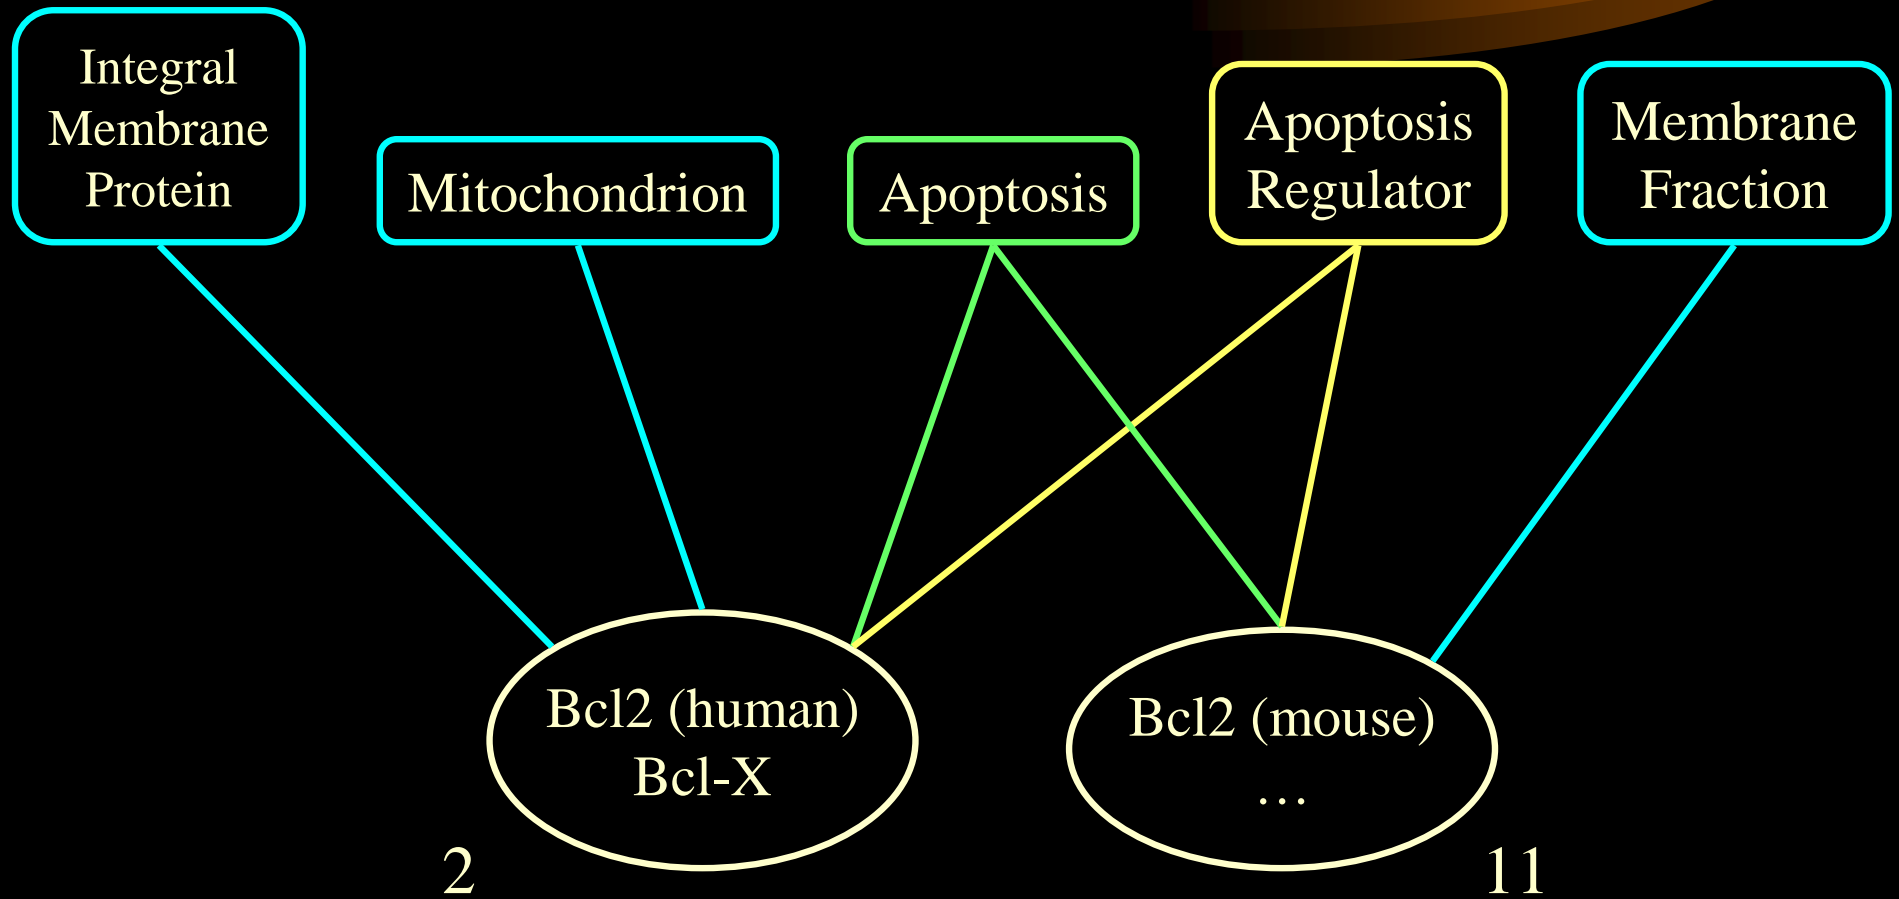 Integral
Membrane
Protein
Mitochondrion
Apoptosis
Apoptosis
Regulator
Membrane
Fraction
Bcl2 (human)
Bcl-X
2
Bcl2 (mouse)
…
11